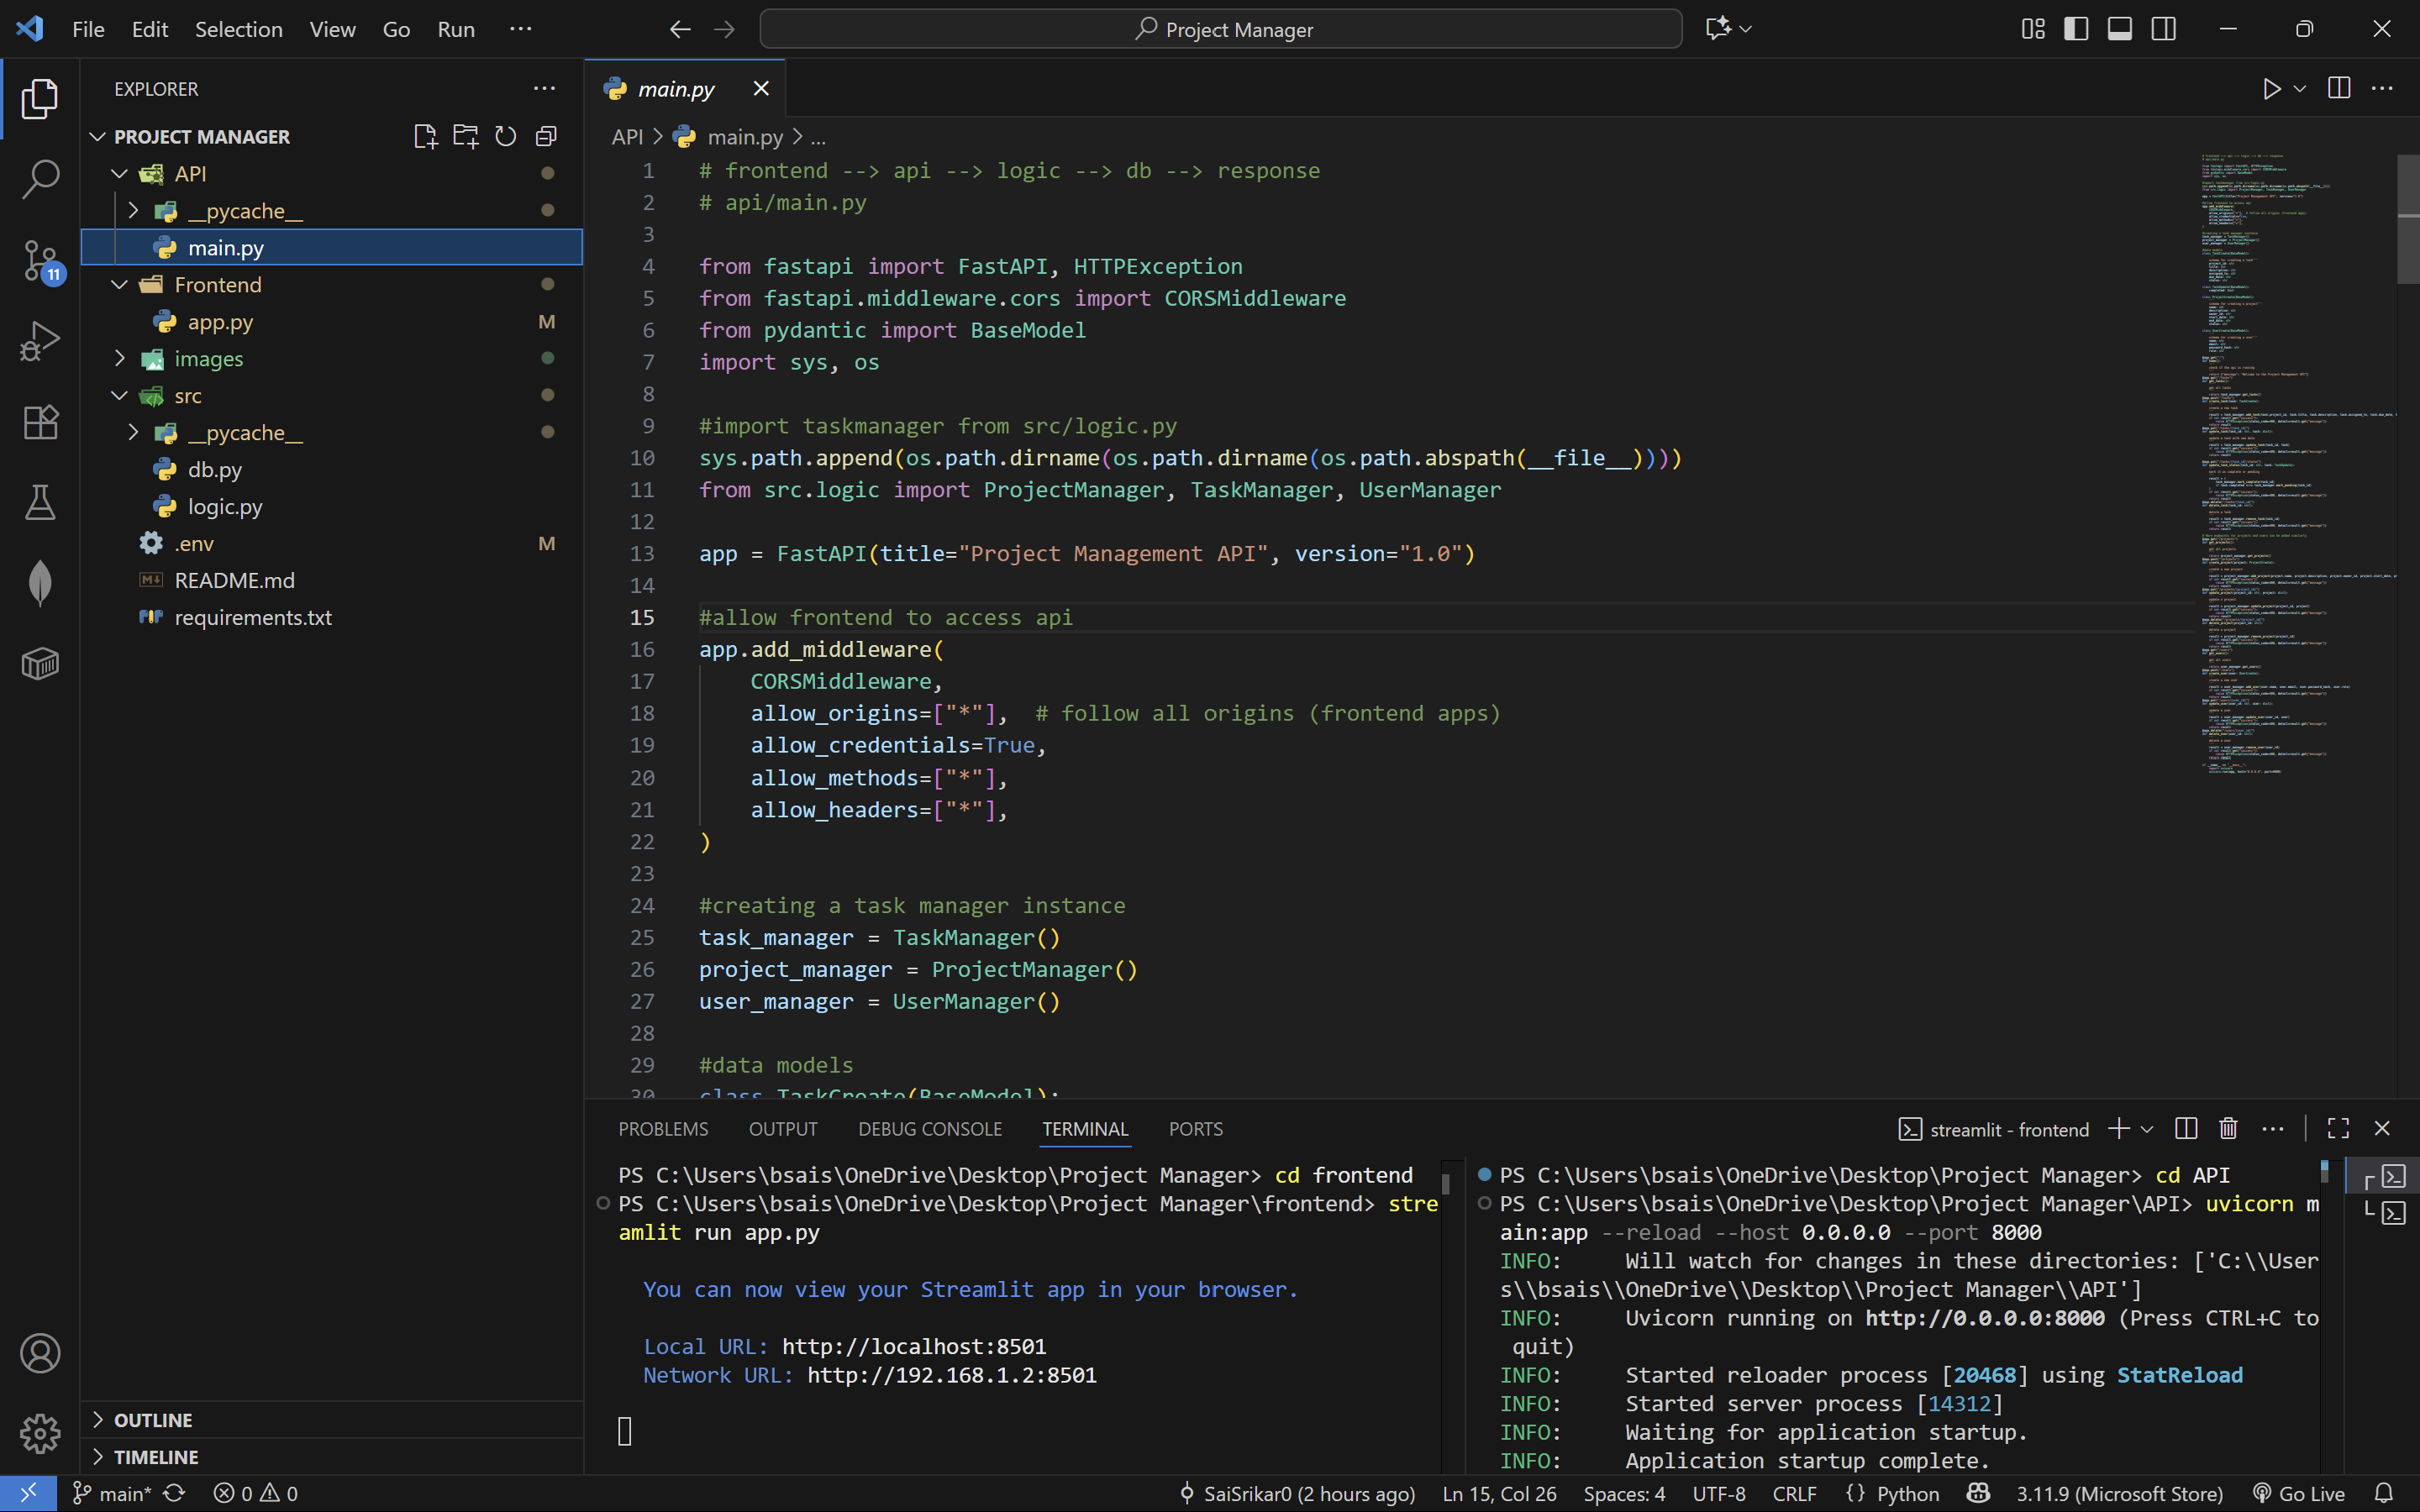 File Edit Selection View Go Run ···
Project Manager
EXPLORER
PROJECT MANAGER
API
__pycache__
main.py
Frontend
app.py M
images
src
__pycache__
db.py
logic.py
.env M
README.md
requirements.txt
OUTLINE
TIMELINE
11
main.py
API > main.py > ...
1 # frontend --> api --> logic --> db --> response
2 # api/main.py
3
4 from fastapi import FastAPI, HTTPException
5 from fastapi.middleware.cors import CORSMiddleware
6 from pydantic import BaseModel
7 import sys, os
8
9 #import taskmanager from src/logic.py
10 sys.path.append(os.path.dirname(os.path.dirname(os.path.abspath(__file__))))
11 from src.logic import ProjectManager, TaskManager, UserManager
12
13 app = FastAPI(title="Project Management API", version="1.0")
14
15 #allow frontend to access api
16 app.add_middleware(
17     CORSMiddleware,
18     allow_origins=["*"],  # follow all origins (frontend apps)
19     allow_credentials=True,
20     allow_methods=["*"],
21     allow_headers=["*"],
22 )
23
24 #creating a task manager instance
25 task_manager = TaskManager()
26 project_manager = ProjectManager()
27 user_manager = UserManager()
28
29 #data models
30 class TaskCreate(BaseModel):
PROBLEMS OUTPUT DEBUG CONSOLE TERMINAL PORTS
streamlit - frontend
PS C:\Users\bsais\OneDrive\Desktop\Project Manager> cd frontend
PS C:\Users\bsais\OneDrive\Desktop\Project Manager\frontend> stre
amlit run app.py
You can now view your Streamlit app in your browser.
Local URL: http://localhost:8501
Network URL: http://192.168.1.2:8501
PS C:\Users\bsais\OneDrive\Desktop\Project Manager> cd API
PS C:\Users\bsais\OneDrive\Desktop\Project Manager\API> uvicorn m
ain:app --reload --host 0.0.0.0 --port 8000
INFO:     Will watch for changes in these directories: ['C:\\User
s\\bsais\\OneDrive\\Desktop\\Project Manager\\API']
INFO:     Uvicorn running on http://0.0.0.0:8000 (Press CTRL+C to
 quit)
INFO:     Started reloader process [20468] using StatReload
INFO:     Started server process [14312]
INFO:     Waiting for application startup.
INFO:     Application startup complete.
main* 0 0 SaiSrikar0 (2 hours ago) Ln 15, Col 26 Spaces: 4 UTF-8 CRLF {} Python 3.11.9 (Microsoft Store) Go Live